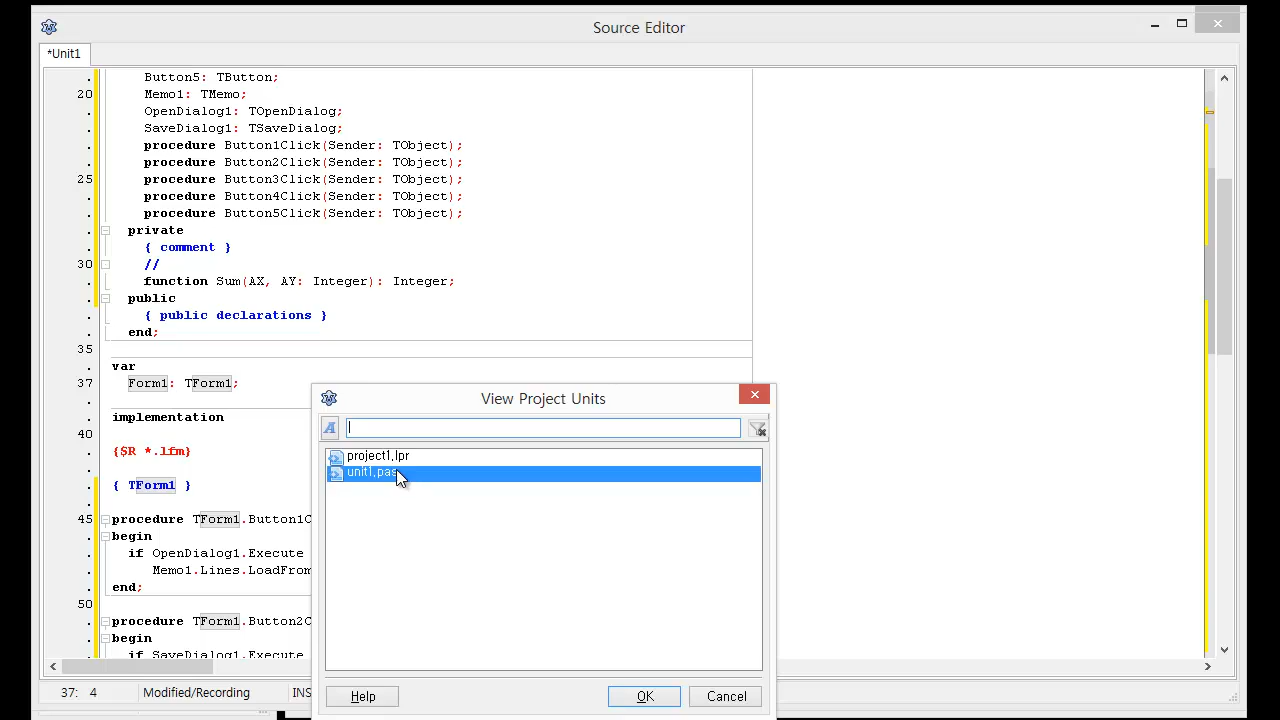 Source Editor
*Unit1
Button5: TButton;
20 Memo1: TMemo;
OpenDialog1: TOpenDialog;
SaveDialog1: TSaveDialog;
procedure Button1Click(Sender: TObject);
procedure Button2Click(Sender: TObject);
25 procedure Button3Click(Sender: TObject);
procedure Button4Click(Sender: TObject);
procedure Button5Click(Sender: TObject);
private
{ comment }
30 //
function Sum(AX, AY: Integer): Integer;
public
{ public declarations }
end;
35
var
37 Form1: TForm1;
implementation
40
{$R *.lfm}
{ TForm1 }
45 procedure TForm1.Button1C
begin
if OpenDialog1.Execute
Memo1.Lines.LoadFrom
end;
50
procedure TForm1.Button2C
begin
if SaveDialog1.Execute
37: 4 Modified/Recording INS
View Project Units
A
project1.lpr
unit1.pas
Help OK Cancel